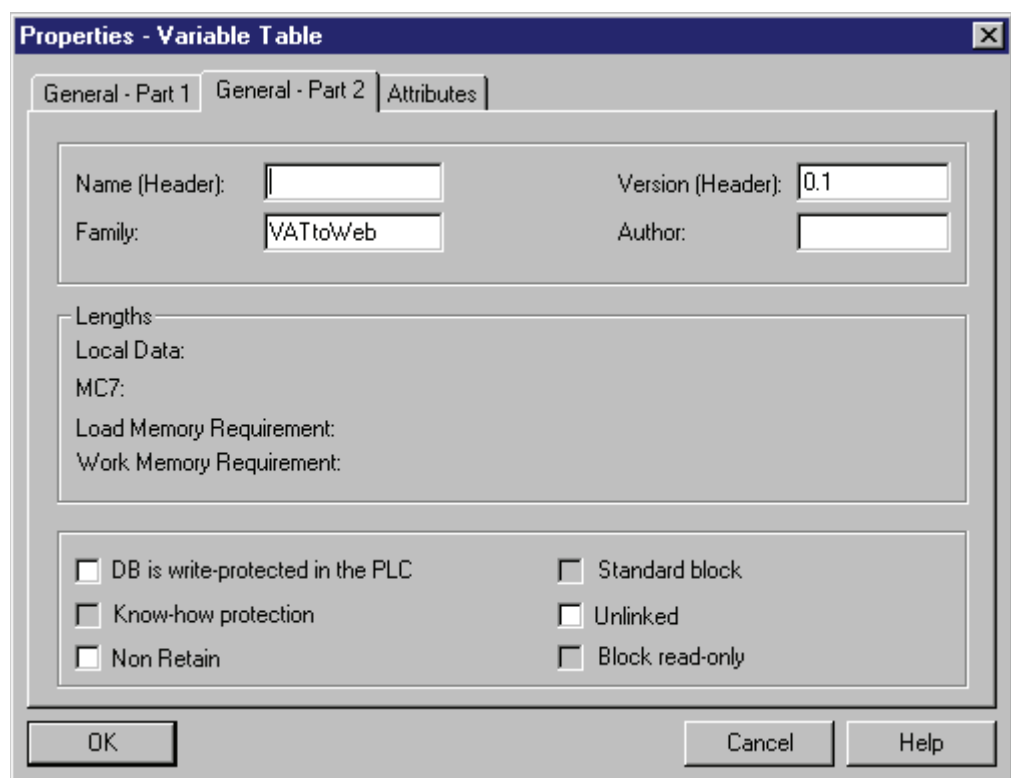 Properties - Variable Table
General - Part 1 General - Part 2 Attributes
Name (Header): Version (Header): 0.1
Family: VATtoWeb Author:
Lengths
Local Data:
MC7:
Load Memory Requirement:
Work Memory Requirement:
DB is write-protected in the PLC Standard block
Know-how protection Unlinked
Non Retain Block read-only
OK Cancel Help